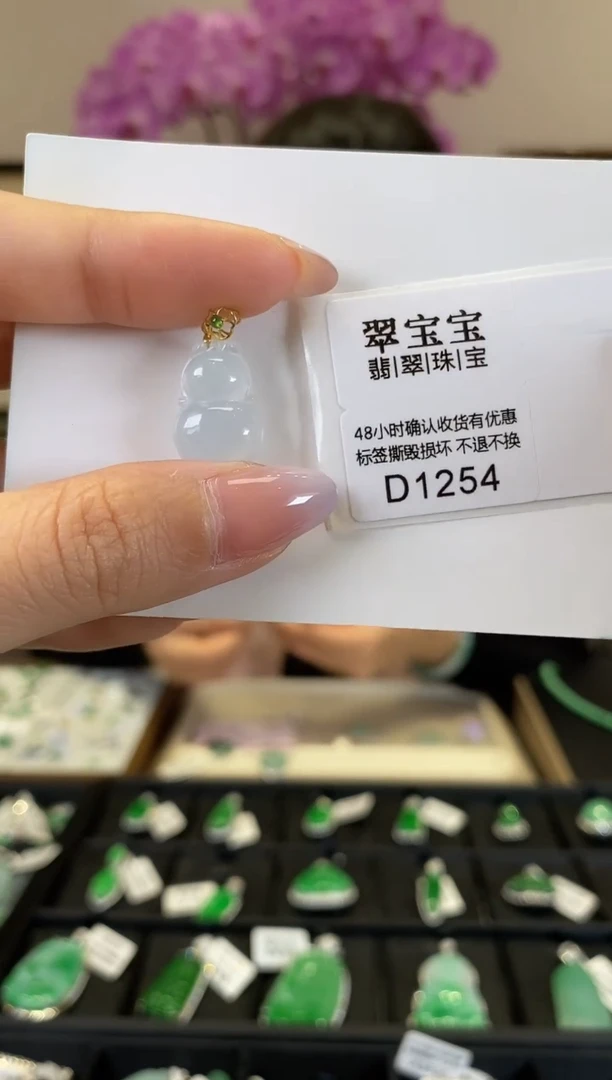 翠宝宝
翡|翠|珠|宝
48小时确认收货有优惠
标签撕毁损坏 不退不换
D1254